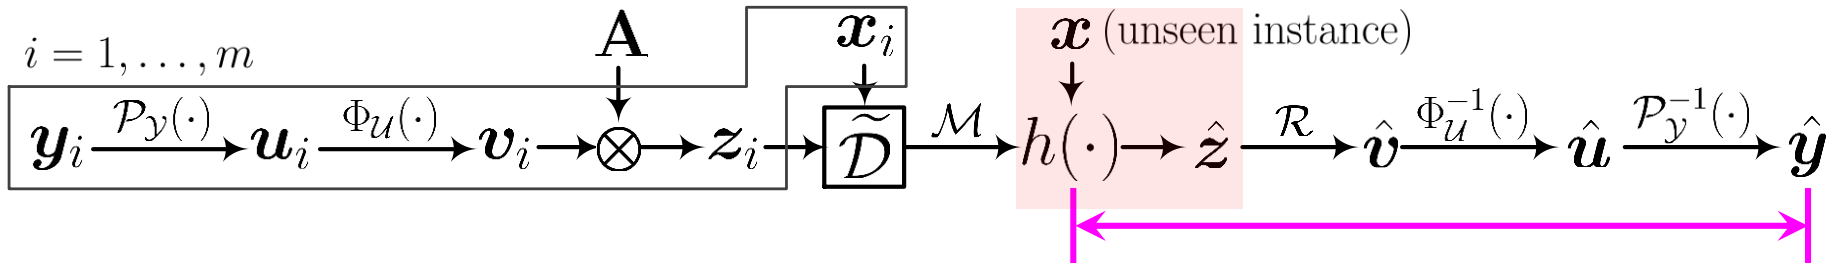 i = 1, . . . , m
A
x_i
x (unseen instance)
y_i P_Y(·) u_i Φ_U(·) v_i ⊗ z_i D̃ M h(·) ẑ R v̂ Φ_U^{-1}(·) û P_Y^{-1}(·) ŷ